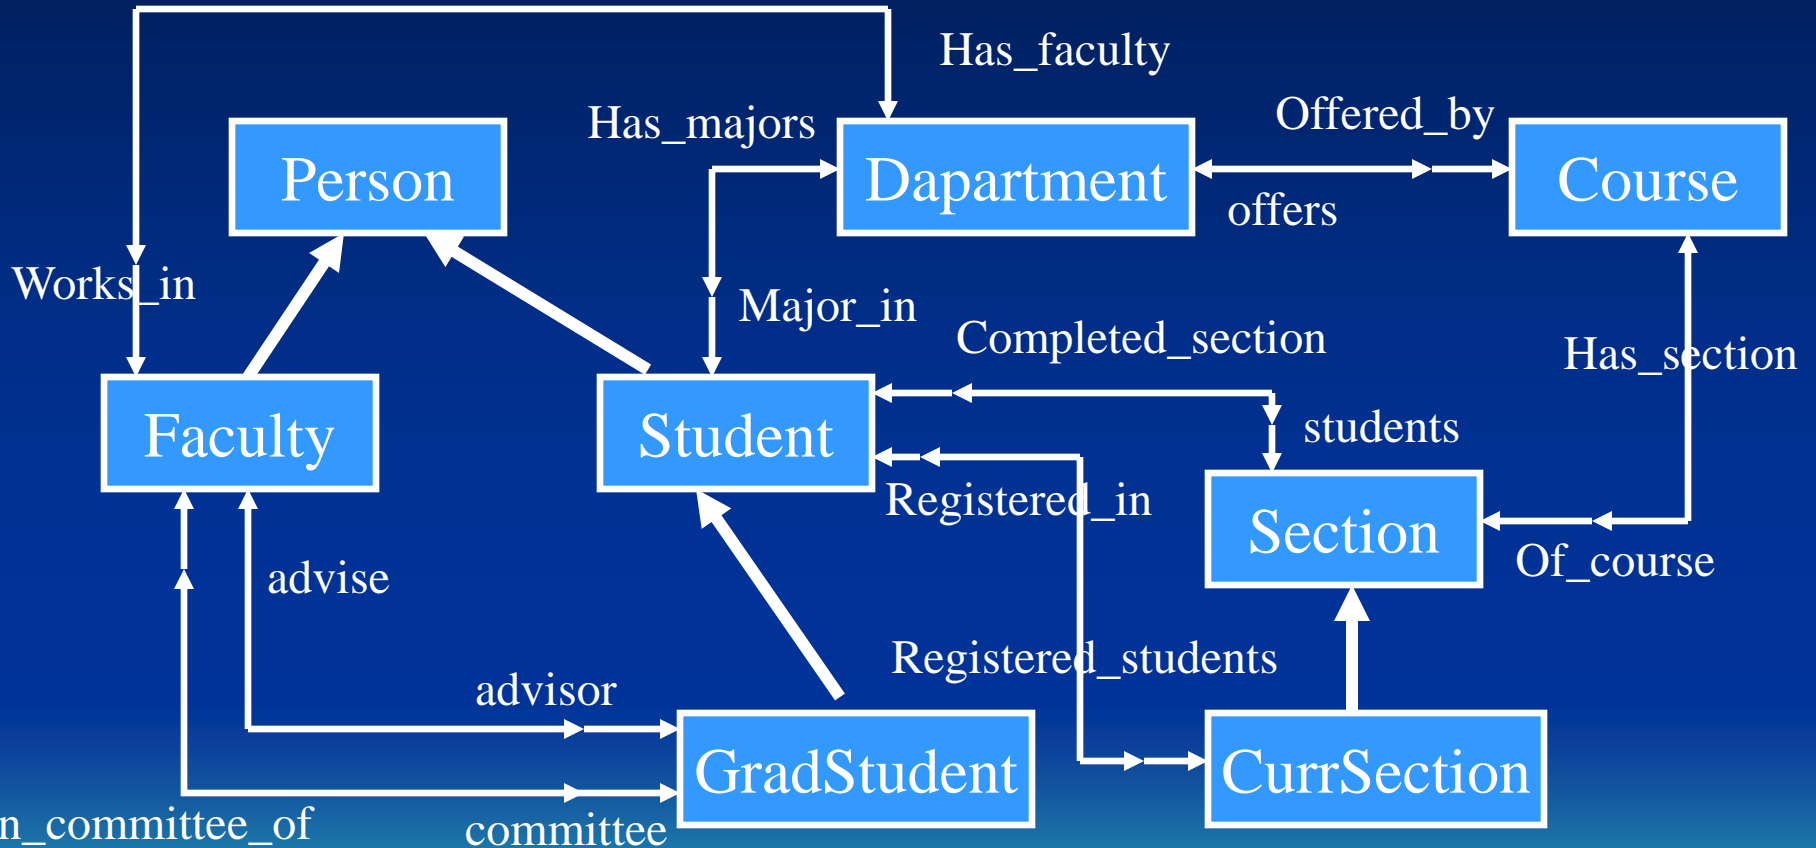 Has_faculty
Has_majors
Offered_by
Person
Dapartment
Course
offers
Works_in
Major_in
Completed_section
Has_section
Faculty
Student
students
Registered_in
Section
Of_course
advise
Registered_students
advisor
GradStudent
CurrSection
n_committee_of
committee